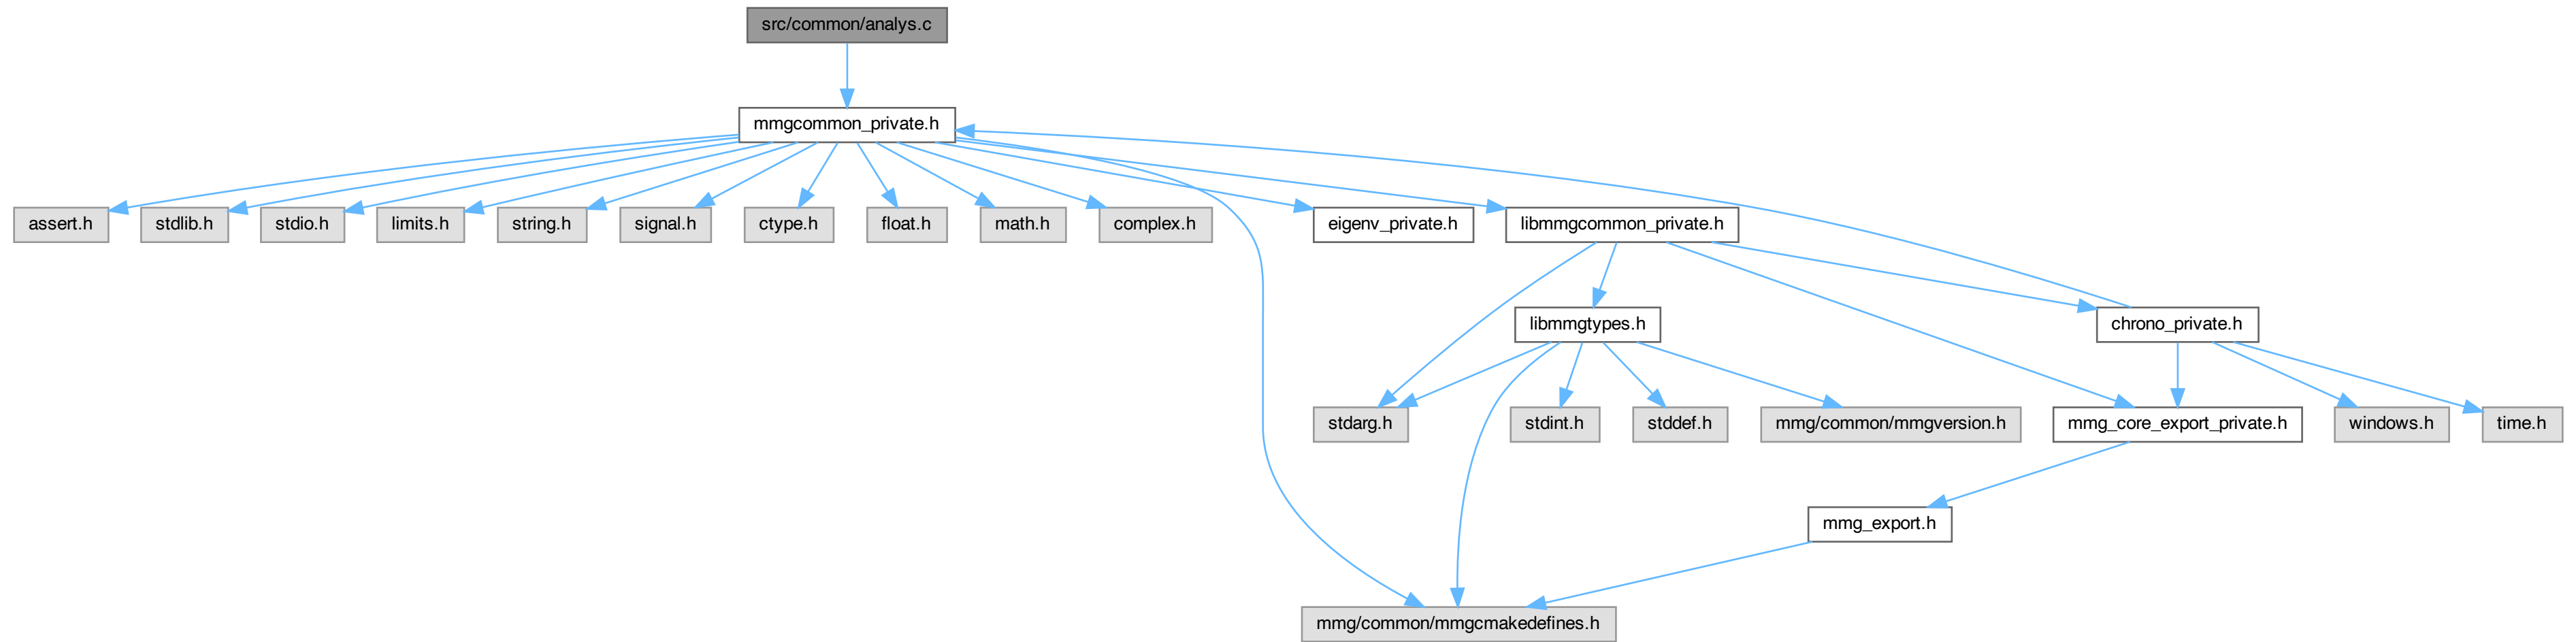 src/common/analys.c
mmgcommon_private.h
assert.h
stdlib.h
stdio.h
limits.h
string.h
signal.h
ctype.h
float.h
math.h
complex.h
eigenv_private.h
libmmgcommon_private.h
libmmgtypes.h
chrono_private.h
stdarg.h
stdint.h
stddef.h
mmg/common/mmgversion.h
mmg_core_export_private.h
windows.h
time.h
mmg_export.h
mmg/common/mmgcmakedefines.h